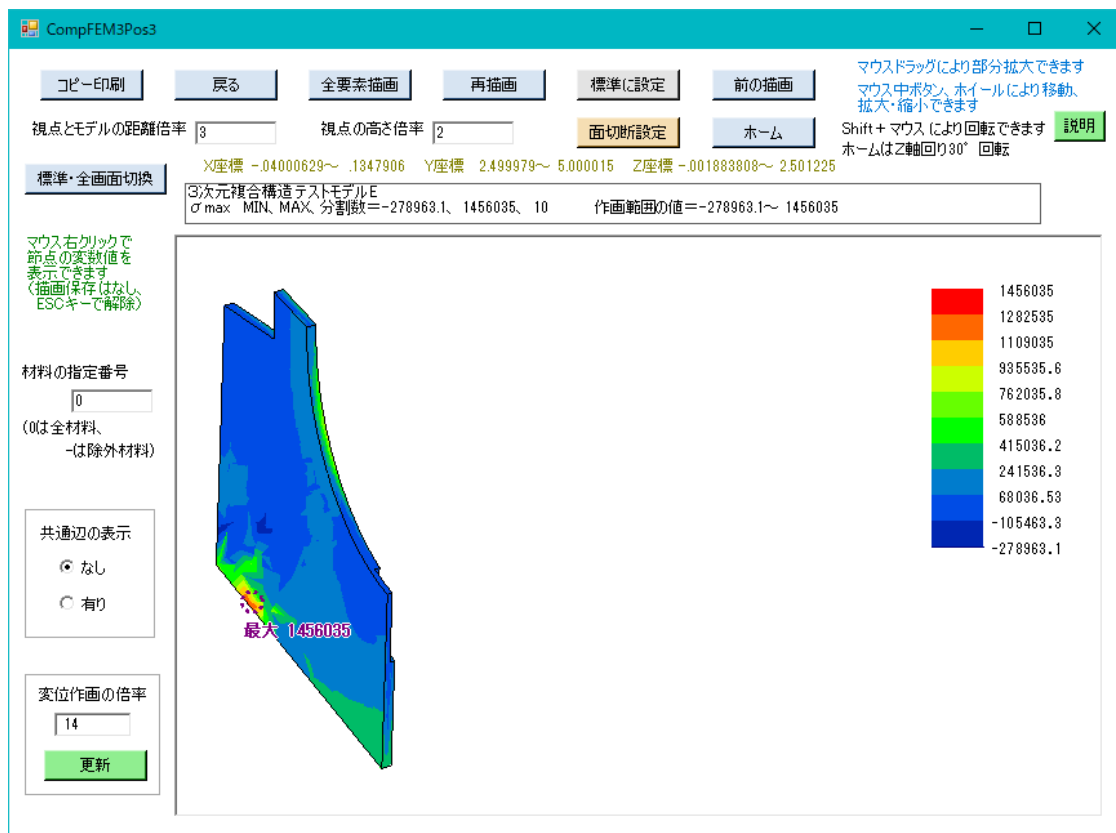 CompFEM3Pos3
コピー印刷
戻る
全要素描画
再描画
標準に設定
前の描画
マウスドラッグにより部分拡大できます
マウス中ボタン、ホイールにより移動、
拡大・縮小できます
視点とモデルの距離倍率 3
視点の高さ倍率 2
面切断設定
ホーム
Shift+マウスにより回転できます
ホームはZ軸回り30° 回転
説明
標準・全画面切換
X座標 -.04000629～ .1347906 Y座標 2.499979～ 5.000015 Z座標 -.001883808～ 2.501225
3次元複合構造テストモデルE
σmax MIN、MAX、分割数=-278963.1、 1456035、 10 作画範囲の値=-278963.1～ 1456035
マウス右クリックで
節点の変数値を
表示できます
(描画保存はなし、
ESCキーで解除)
材料の指定番号
0
(0は全材料、
-は除外材料)
共通辺の表示
なし
有り
変位作画の倍率
14
更新
最大 1456035
1456035
1282535
1109035
935535.6
762035.8
588536
415036.2
241536.3
68036.53
-105463.3
-278963.1